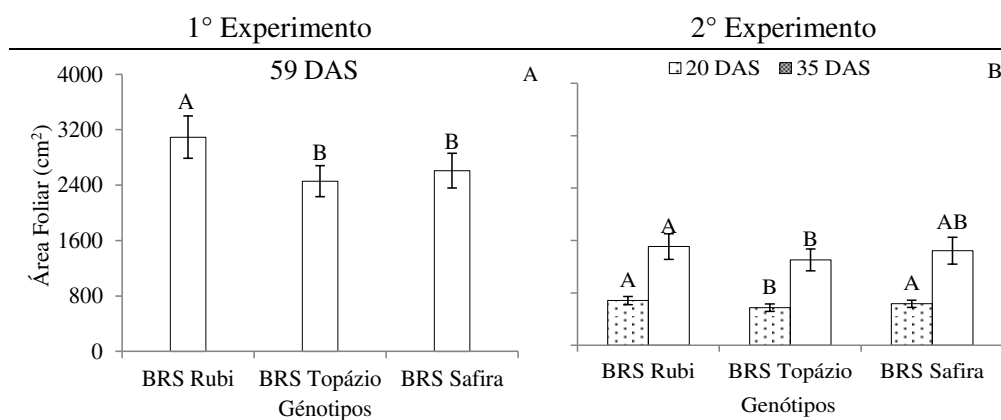 1° Experimento
2° Experimento
59 DAS
A
20 DAS
35 DAS
B
4000
3200
2400
1600
800
0
Área Foliar (cm²)
A
B
B
A
A
B
B
A
AB
BRS Rubi BRS Topázio BRS Safira
Génotipos
BRS Rubi BRS Topázio BRS Safira
Genótipos